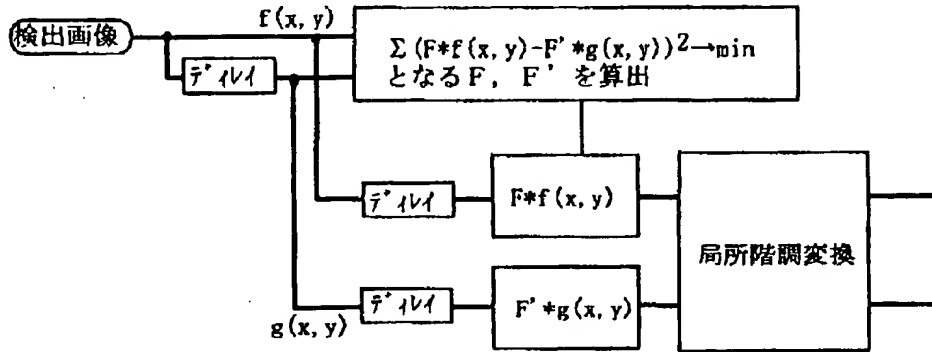 f(x, y)
検出画像
Σ(F*f(x, y)-F'*g(x, y))²→min
となるF, F'を算出
ディレイ
ディレイ
F*f(x, y)
局所階調変換
ディレイ
F'*g(x, y)
g(x, y)